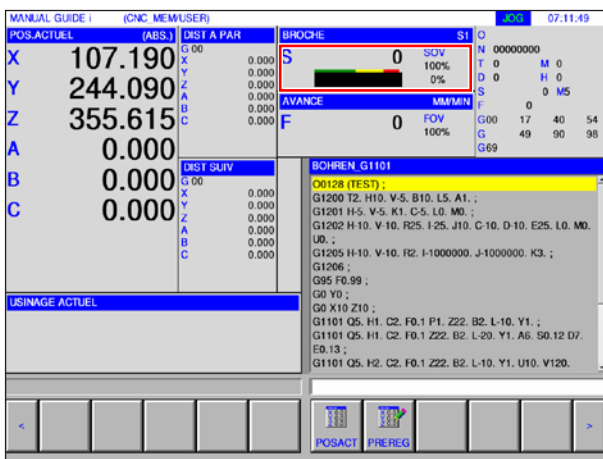 MANUAL GUIDE i (CNC_MEM/USER) JOG 07:11:49
POS.ACTUEL (ABS.)
X 107.190
Y 244.090
Z 355.615
A 0.000
B 0.000
C 0.000
DIST A PAR
G 00
X 0.000
Y 0.000
Z 0.000
A 0.000
B 0.000
C 0.000
DIST SUIV
G 00
X 0.000
Y 0.000
Z 0.000
A 0.000
B 0.000
C 0.000
BROCHE S1
S 0 SOV
100%
0%
AVANCE MM/MIN
F 0 FOV
100%
O
N 00000000
T 0 M 0
D 0 H 0
S 0 M5
F 0
G00 17 40 54
G 49 90 98
G69
USINAGE ACTUEL
BOHREN_G1101
O0128 (TEST) ;
G1200 T2. H10. V-5. B10. L5. A1. ;
G1201 H-5. V-5. K1. C-5. L0. M0. ;
G1202 H-10. V-10. R25. I-25. J10. C-10. D-10. E25. L0. M0.
U0. ;
G1205 H-10. V-10. R2. I-1000000. J-1000000. K3. ;
G1206 ;
G95 F0.99 ;
G0 Y0 ;
G0 X10 Z10 ;
G1101 Q5. H1. C2. F0.1 P1. Z22. B2. L-10. Y1. ;
G1101 Q5. H1. C2. F0.1 Z22. B2. L-20. Y1. A6. S0.12 D7.
E0.13 ;
G1101 Q5. H2. C2. F0.1 Z22. B2. L-10. Y1. U10. V120.
< POSACT PREREG >